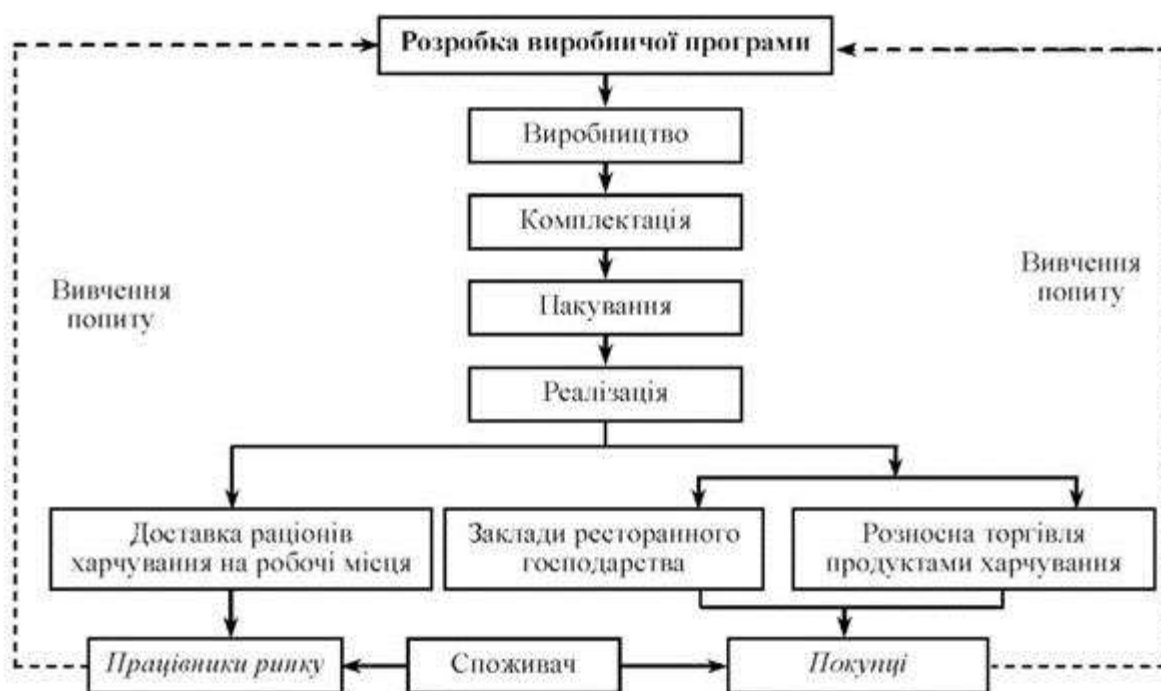 Розробка виробничої програми
Виробництво
Комплектація
Вивчення
попиту
Вивчення
попиту
Пакування
Реалізація
Доставка раціонів
харчування на робочі місця
Заклади ресторанного
господарства
Розносна торгівля
продуктами харчування
Працівники ринку
Споживач
Покупці